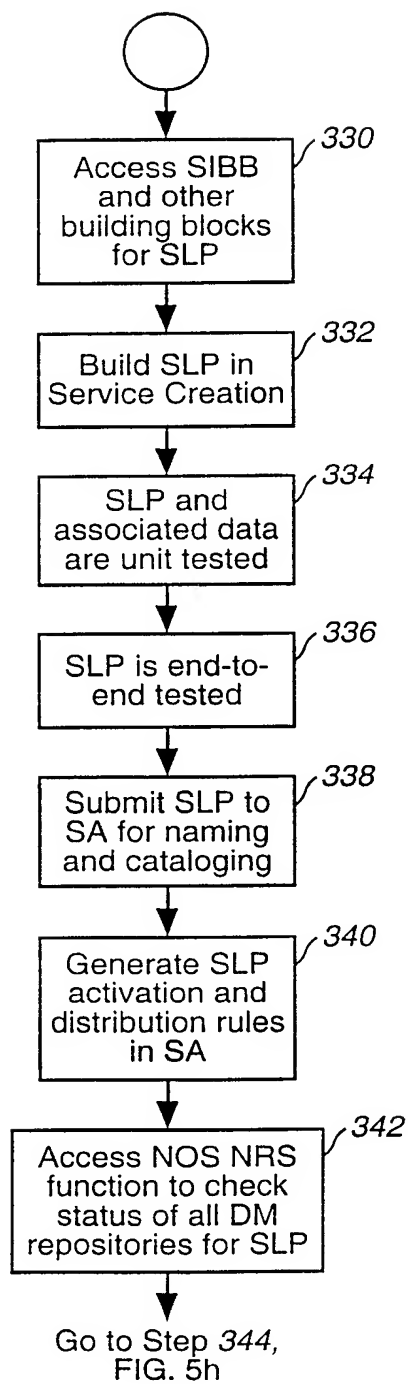 330
Access SIBB
and other
building blocks
for SLP
332
Build SLP in
Service Creation
334
SLP and
associated data
are unit tested
336
SLP is end-to-
end tested
338
Submit SLP to
SA for naming
and cataloging
340
Generate SLP
activation and
distribution rules
in SA
342
Access NOS NRS
function to check
status of all DM
repositories for SLP
Go to Step 344,
FIG. 5h